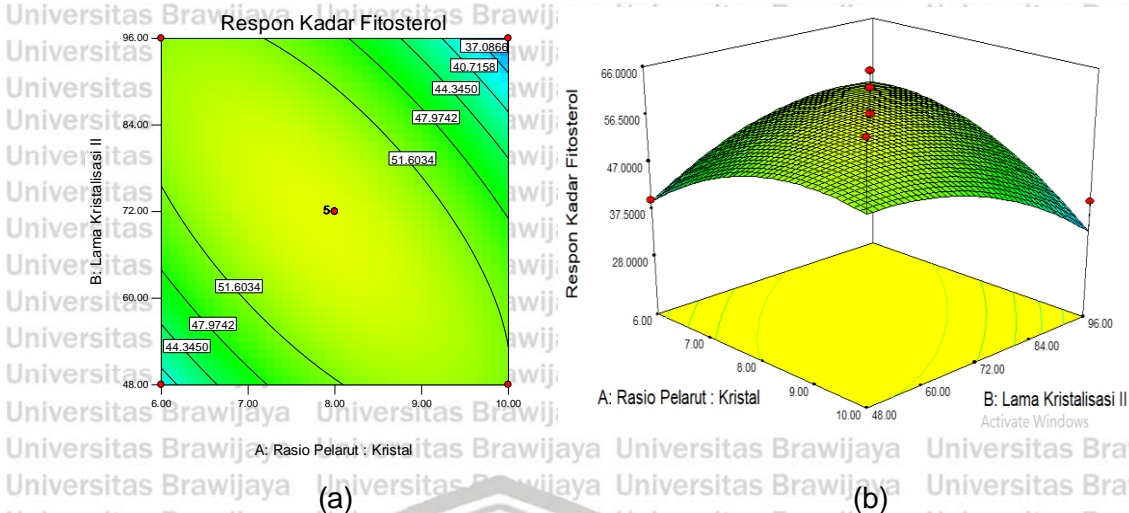 Respon Kadar Fitosterol
96.00
84.00
72.00
60.00
48.00
B: Lama Kristalisasi II
37.0866
40.7158
44.3450
47.9742
51.6034
5
51.6034
47.9742
44.3450
6.00 7.00 8.00 9.00 10.00
A: Rasio Pelarut : Kristal
(a)
Respon Kadar Fitosterol
66.0000
56.5000
47.0000
37.5000
28.0000
6.00
7.00
8.00
9.00
10.00
A: Rasio Pelarut : Kristal
96.00
84.00
72.00
60.00
48.00
B: Lama Kristalisasi II
Activate Windows
(b)
Universitas Brawijaya Universitas Brawijaya Universitas Brawijaya